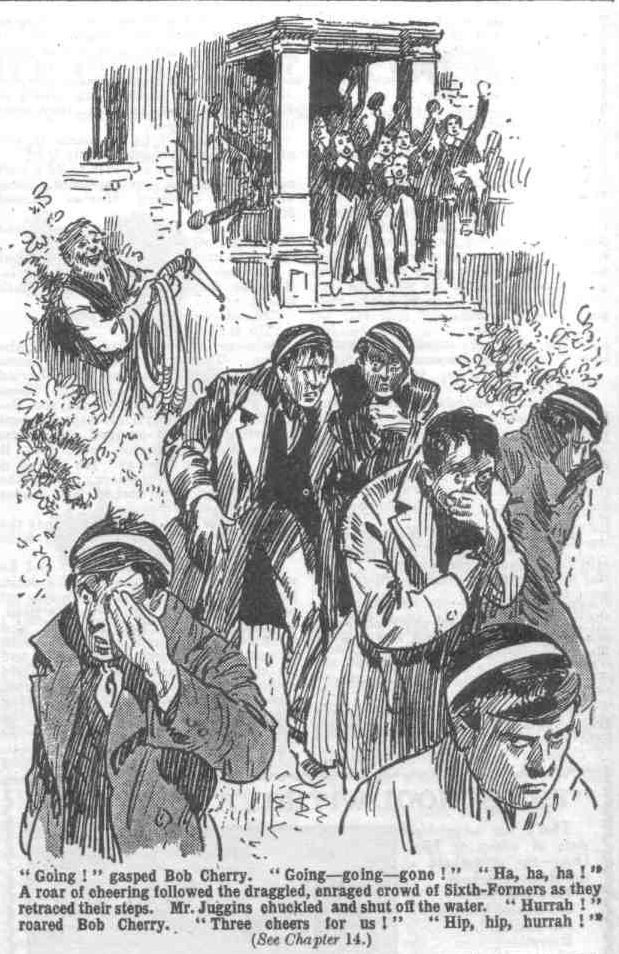 "Going!" gasped Bob Cherry. "Going—going—gone!" "Ha, ha, ha!"
A roar of cheering followed the draggled, enraged crowd of Sixth-Formers as they
retraced their steps. Mr. Juggins chuckled and shut off the water. "Hurrah!"
roared Bob Cherry. "Three cheers for us!" "Hip, hip, hurrah!"
(See Chapter 14.)